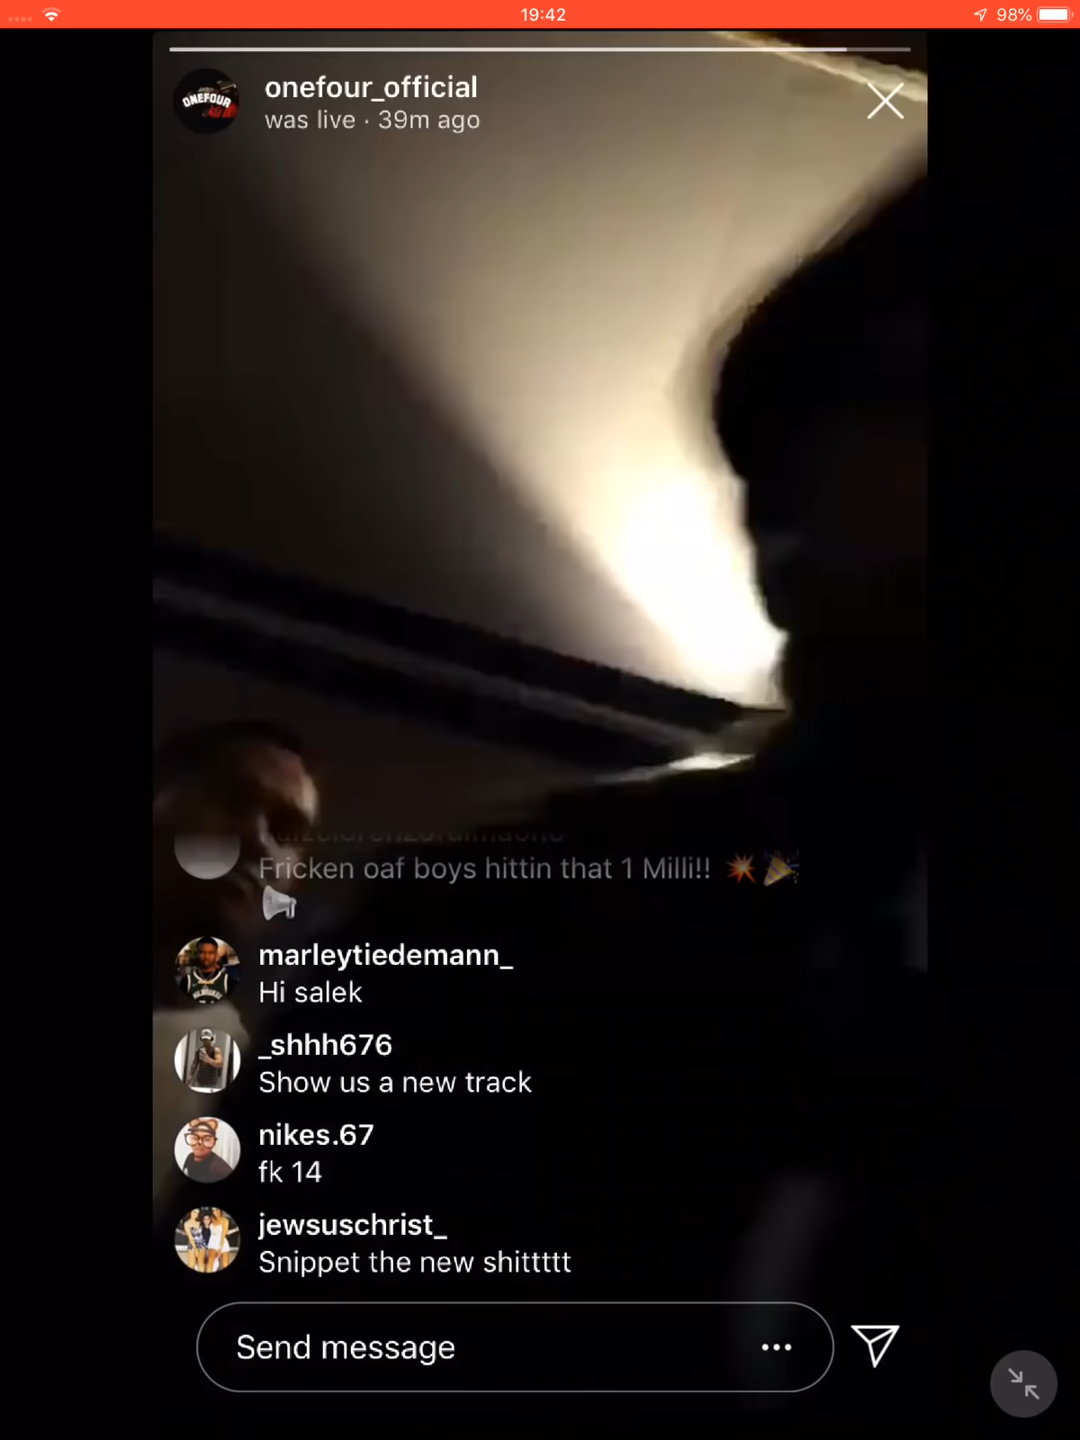 19:42
98%
onefour_official
was live · 39m ago
ONEFOUR
Fricken oaf boys hittin that 1 Milli!! 💥 🎉
📢
marleytiedemann_
Hi salek
_shhh676
Show us a new track
nikes.67
fk 14
jewsuschrist_
Snippet the new shittttt
Send message